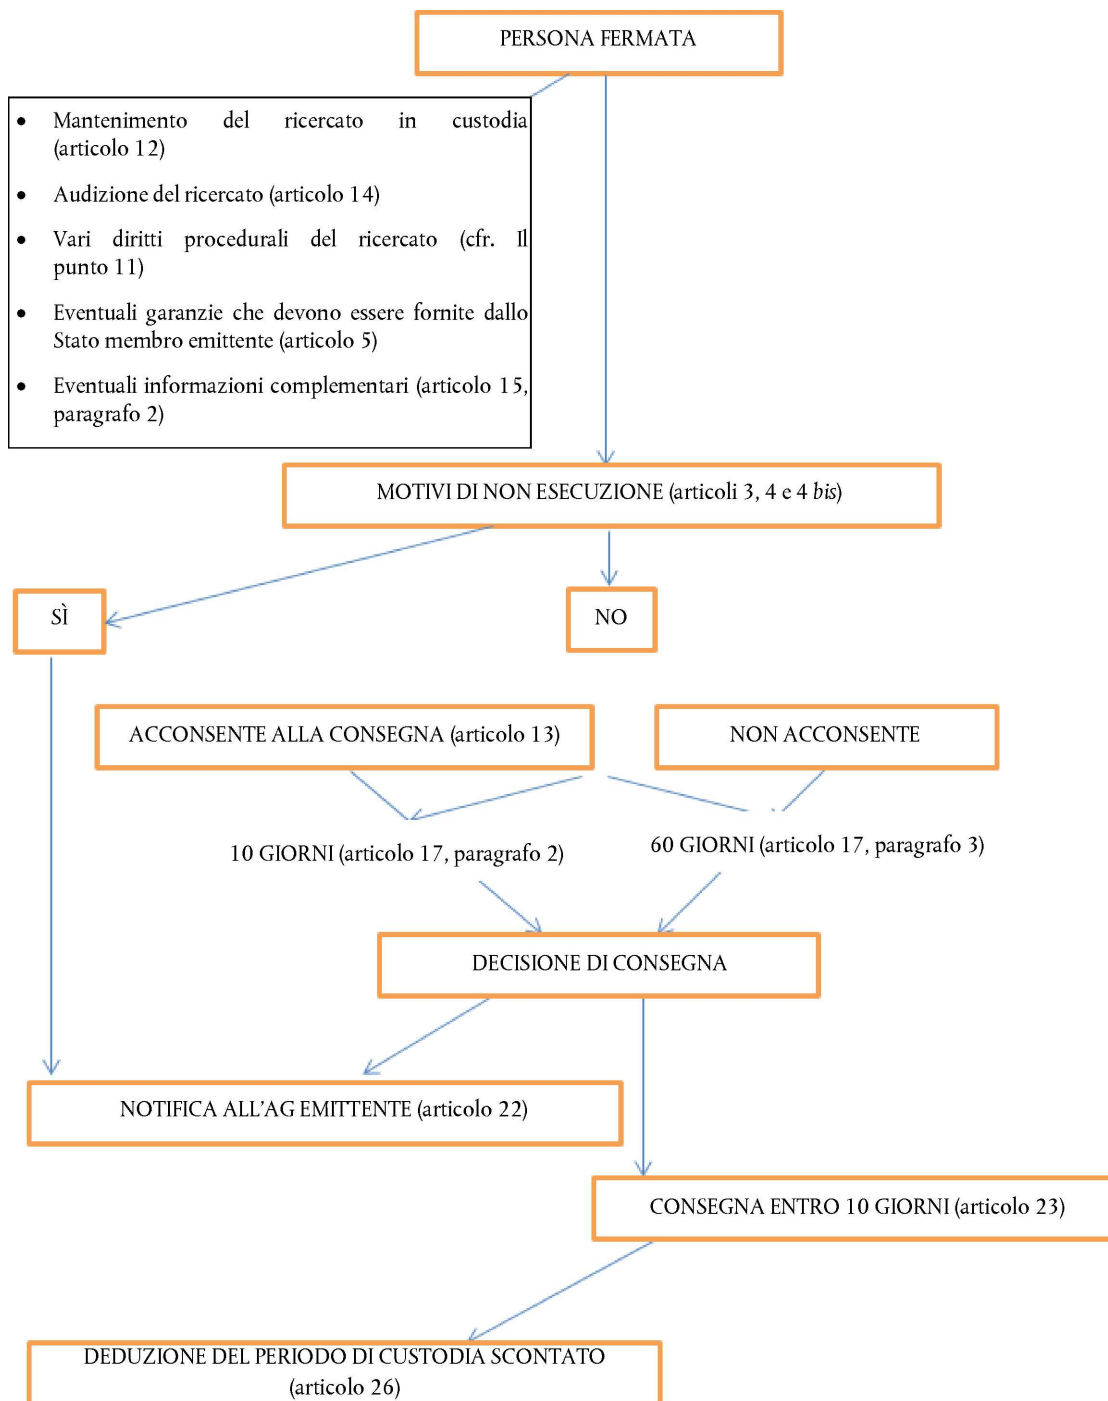 PERSONA FERMATA
• Mantenimento del ricercato in custodia
(articolo 12)
• Audizione del ricercato (articolo 14)
• Vari diritti procedurali del ricercato (cfr. Il
punto 11)
• Eventuali garanzie che devono essere fornite dallo
Stato membro emittente (articolo 5)
• Eventuali informazioni complementari (articolo 15,
paragrafo 2)
MOTIVI DI NON ESECUZIONE (articoli 3, 4 e 4 bis)
SÌ
NO
ACCONSENTE ALLA CONSEGNA (articolo 13)
NON ACCONSENTE
10 GIORNI (articolo 17, paragrafo 2)
60 GIORNI (articolo 17, paragrafo 3)
DECISIONE DI CONSEGNA
NOTIFICA ALL'AG EMITTENTE (articolo 22)
CONSEGNA ENTRO 10 GIORNI (articolo 23)
DEDUZIONE DEL PERIODO DI CUSTODIA SCONTATO
(articolo 26)